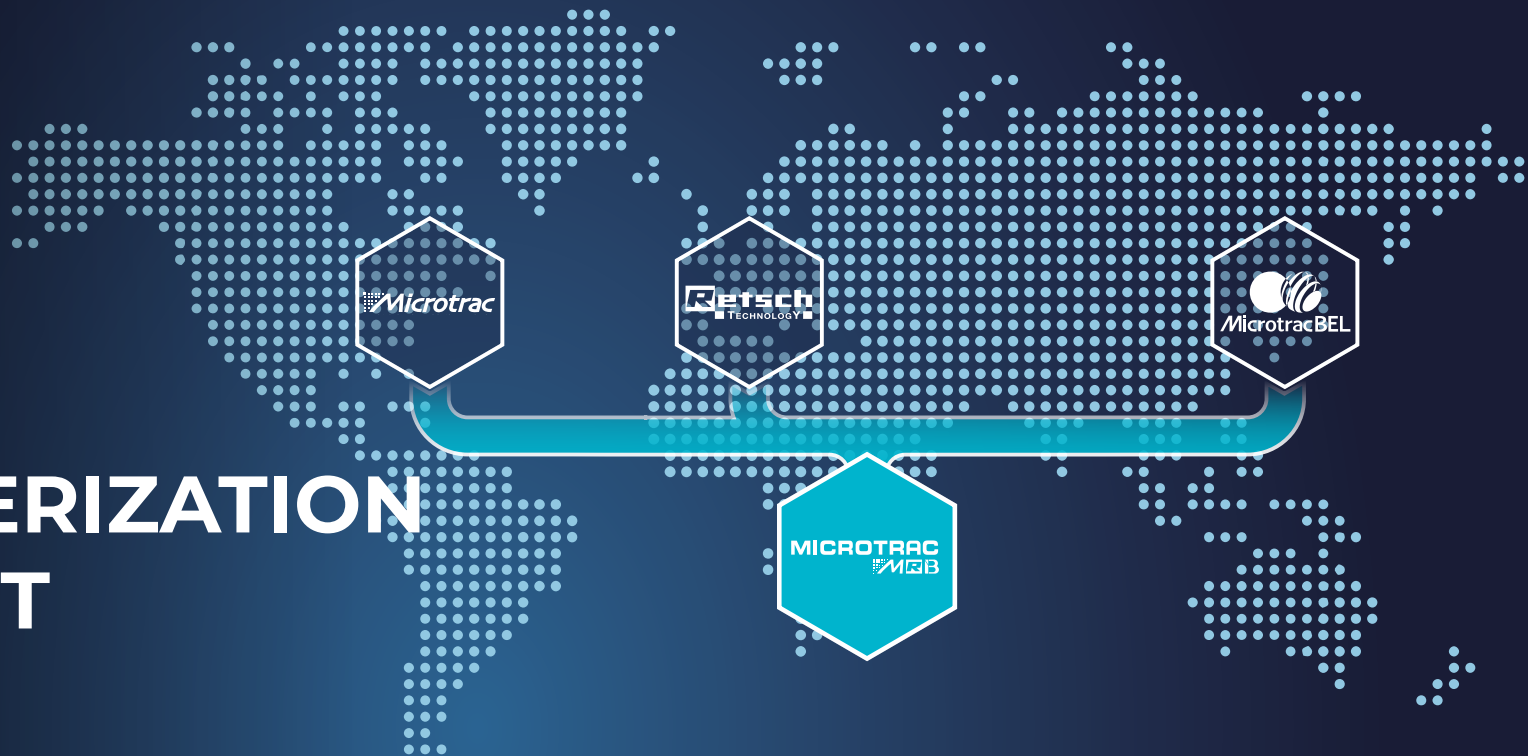 Microtrac
Retsch
TECHNOLOGY
MicrotracBEL
ERIZATION
T
MICROTRAC
MRB